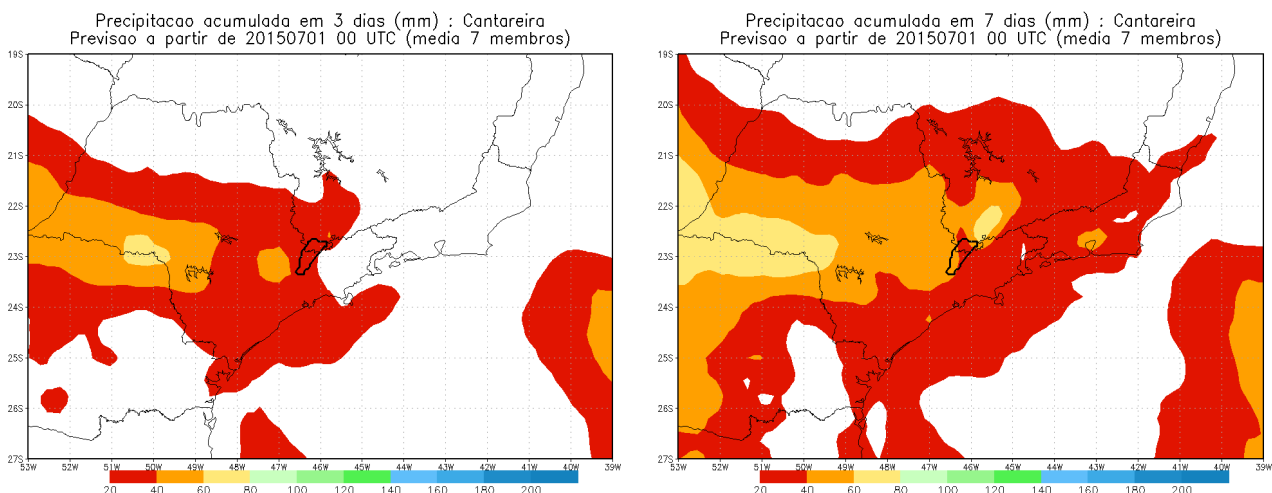 Precipitacao acumulada em 3 dias (mm) : Cantareira
Previsao a partir de 20150701 00 UTC (media 7 membros)
19S
20S
21S
22S
23S
24S
25S
26S
27S
53W 52W 51W 50W 49W 48W 47W 46W 45W 44W 43W 42W 41W 40W 39W
20 40 60 80 100 120 140 160 180 200
Precipitacao acumulada em 7 dias (mm) : Cantareira
Previsao a partir de 20150701 00 UTC (media 7 membros)
19S
20S
21S
22S
23S
24S
25S
26S
27S
53W 52W 51W 50W 49W 48W 47W 46W 45W 44W 43W 42W 41W 40W 39W
20 40 60 80 100 120 140 160 180 200